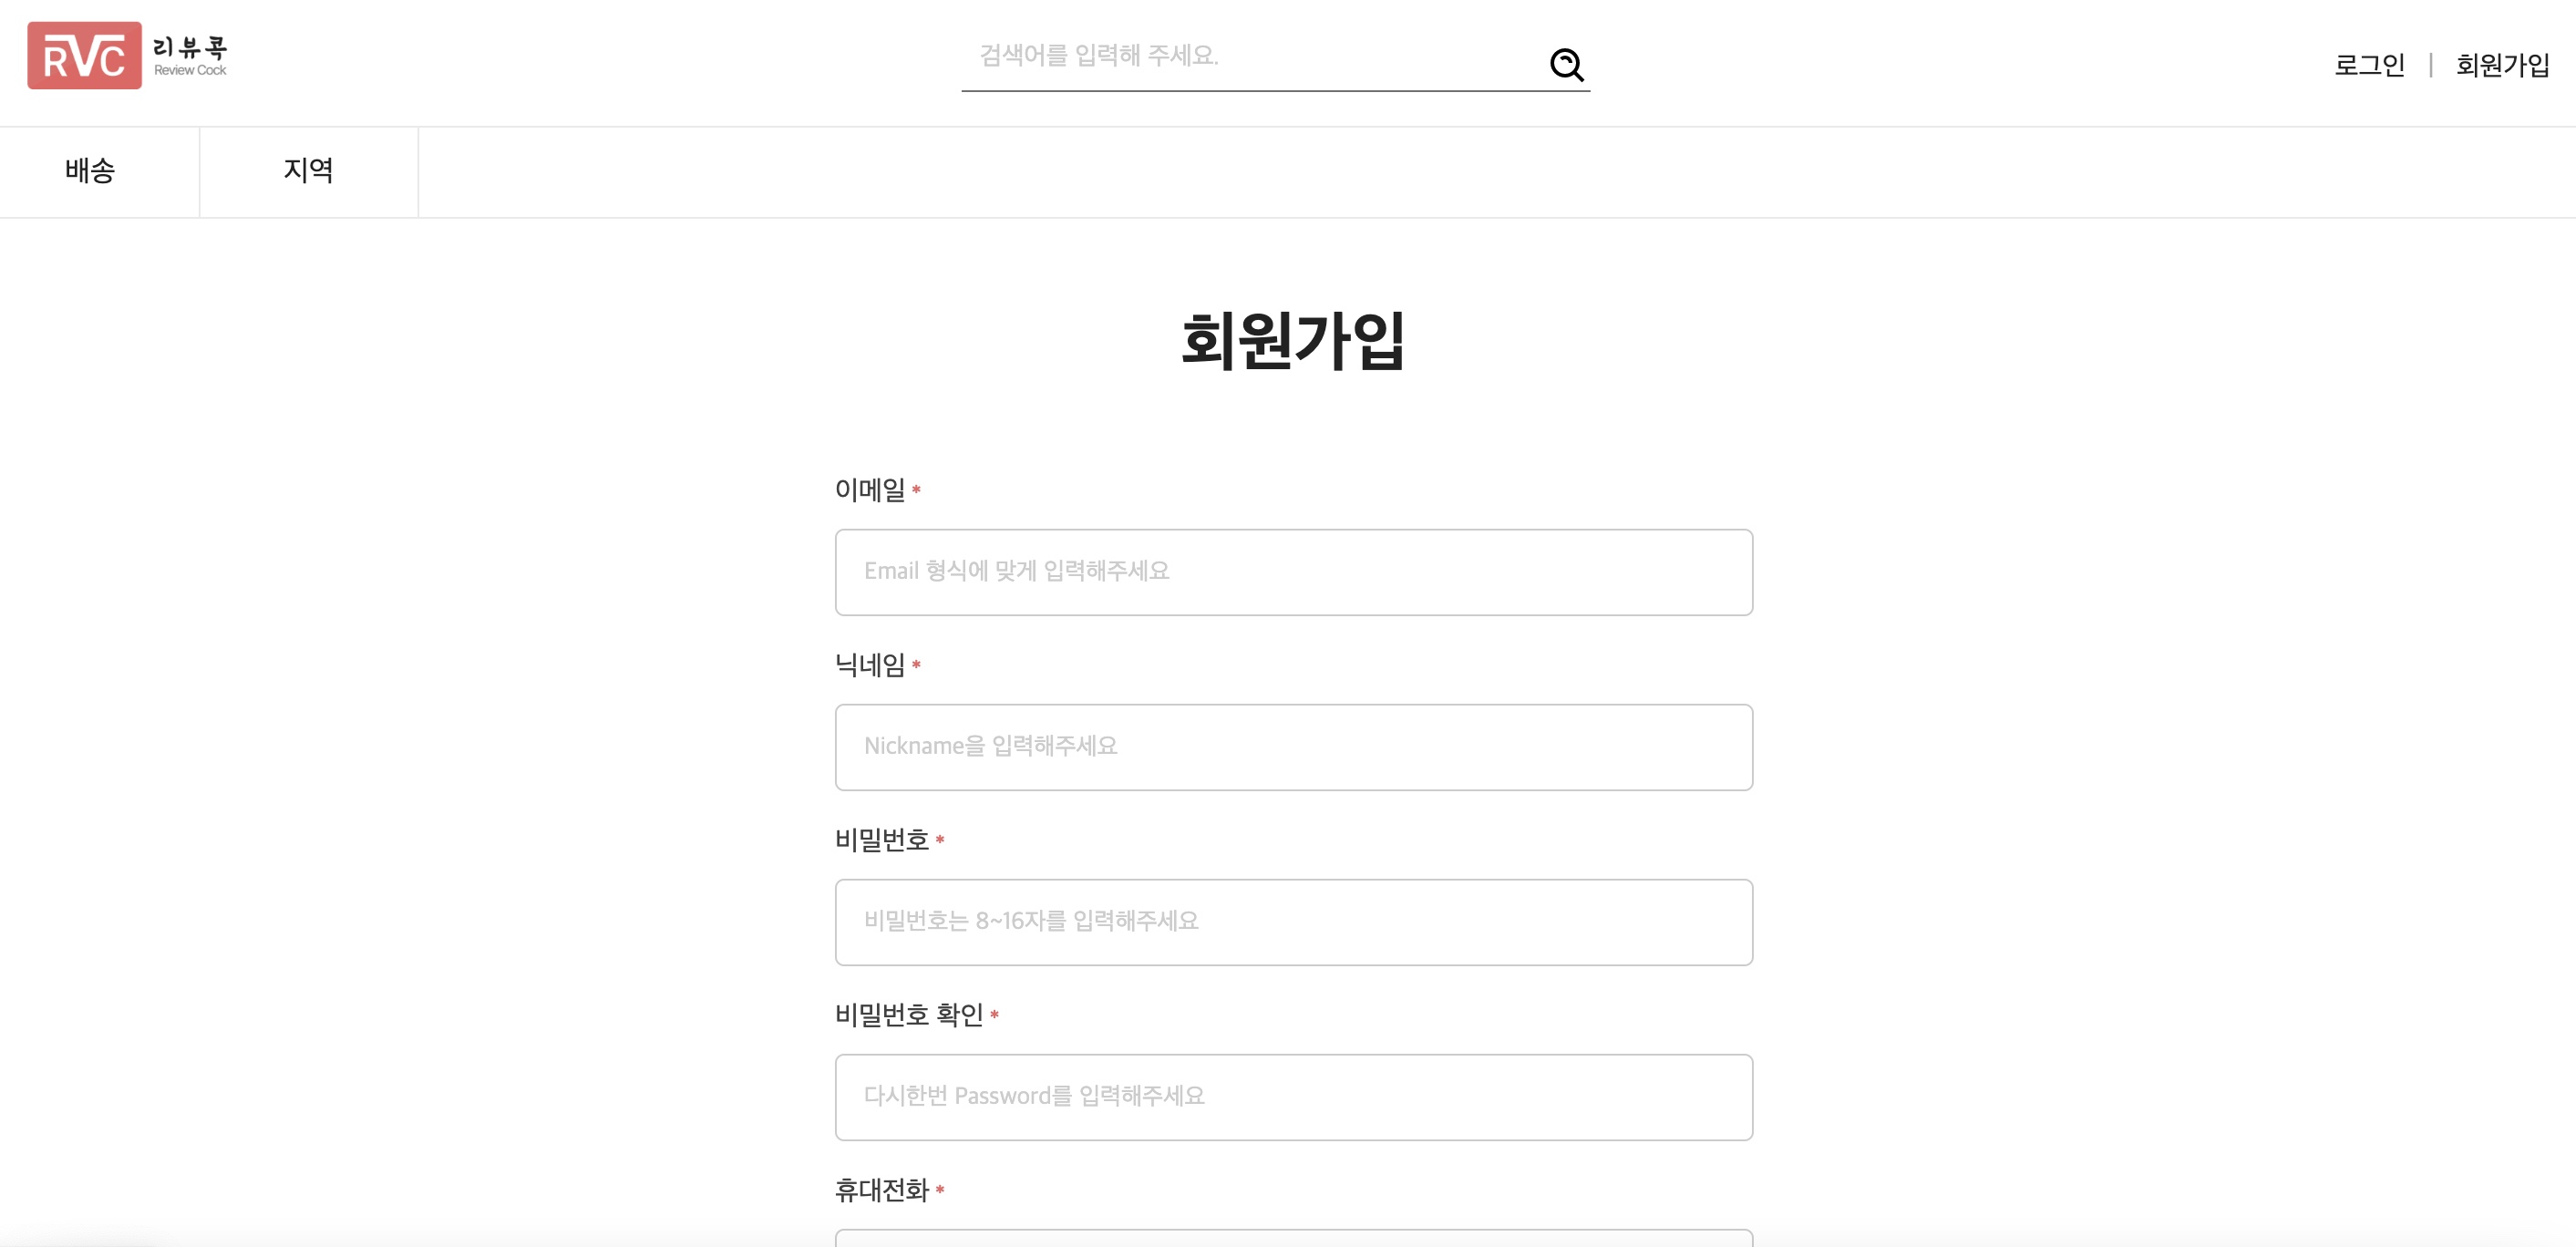 RVC 리뷰콕
Review Cock
검색어를 입력해 주세요.
로그인 | 회원가입
배송 지역
회원가입
이메일 *
Email 형식에 맞게 입력해주세요
닉네임 *
Nickname을 입력해주세요
비밀번호 *
비밀번호는 8~16자를 입력해주세요
비밀번호 확인 *
다시한번 Password를 입력해주세요
휴대전화 *